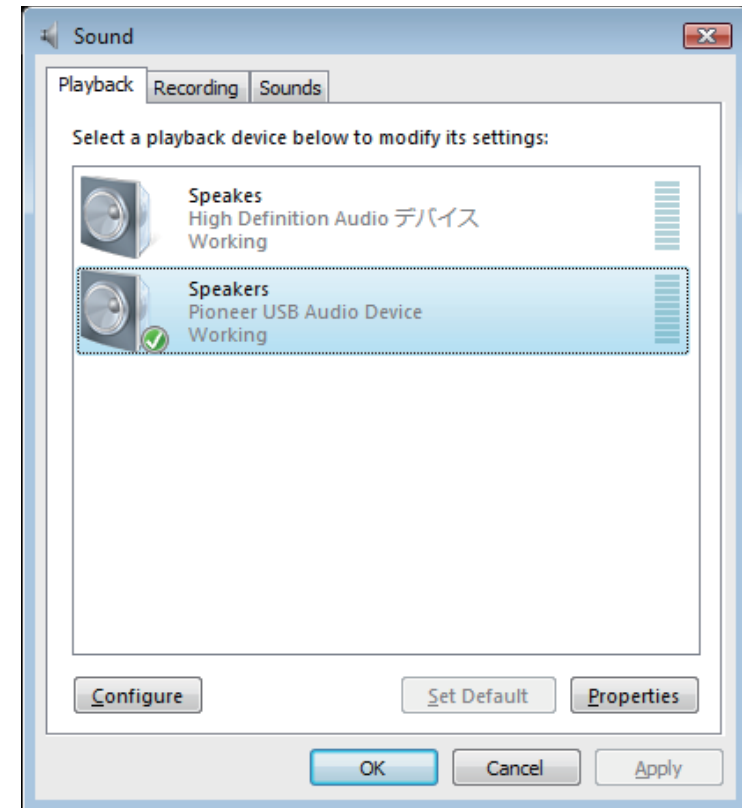 Sound
Playback Recording Sounds
Select a playback device below to modify its settings:
Speakes
High Definition Audio デバイス
Working
Speakers
Pioneer USB Audio Device
Working
Configure Set Default Properties
OK Cancel Apply